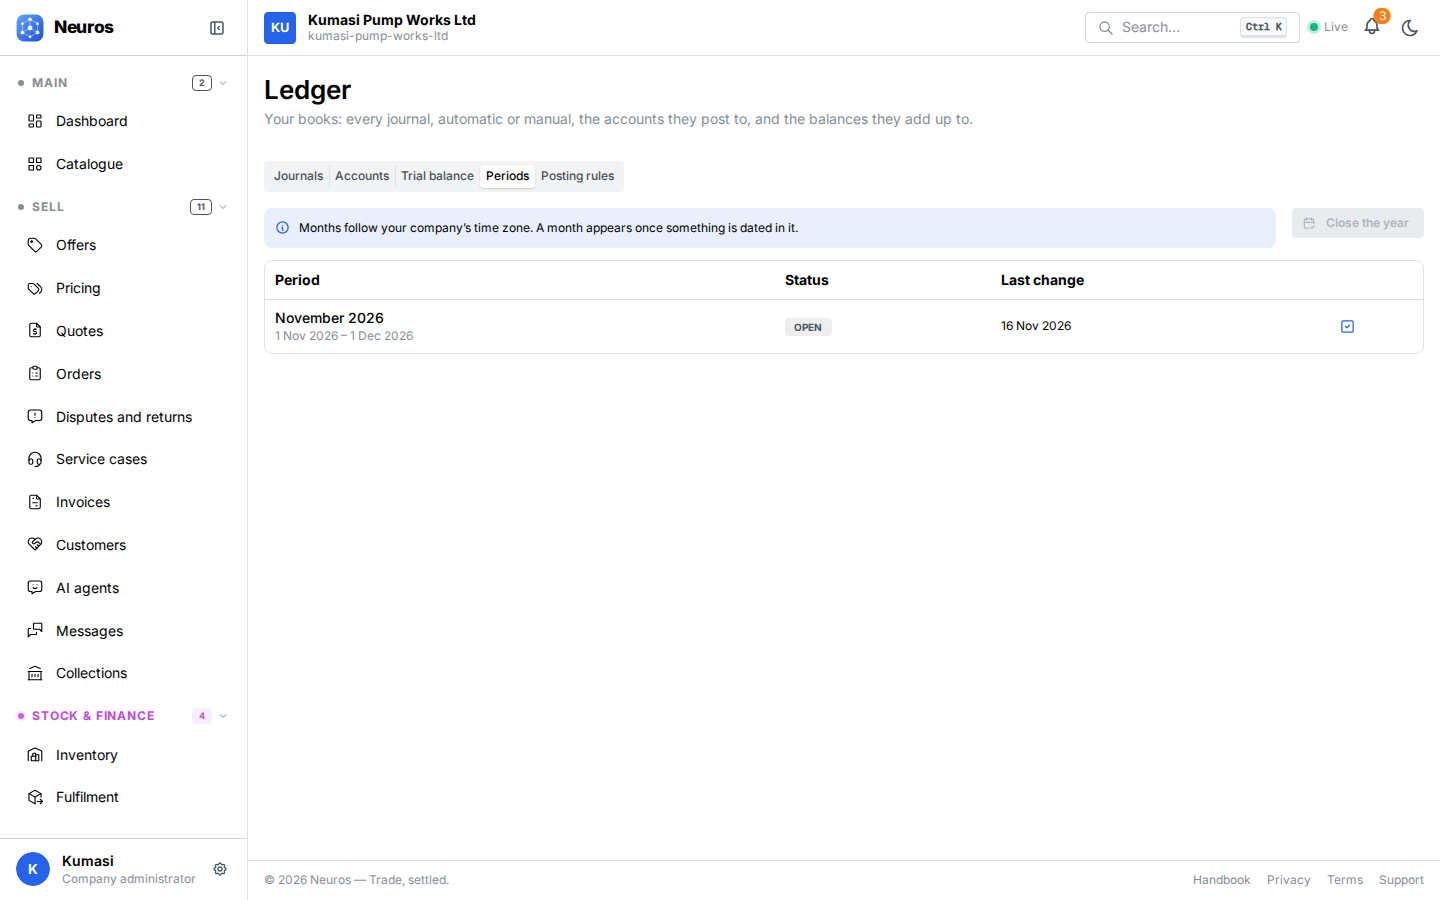 Neuros
KU
Kumasi Pump Works Ltd
kumasi-pump-works-ltd
Search...
Ctrl K
Live
3
MAIN
2
Dashboard
Catalogue
SELL
11
Offers
Pricing
Quotes
Orders
Disputes and returns
Service cases
Invoices
Customers
AI agents
Messages
Collections
STOCK & FINANCE
4
Inventory
Fulfilment
K
Kumasi
Company administrator
Ledger
Your books: every journal, automatic or manual, the accounts they post to, and the balances they add up to.
Journals Accounts Trial balance Periods Posting rules
Months follow your company’s time zone. A month appears once something is dated in it.
Close the year
Period Status Last change
November 2026
1 Nov 2026 – 1 Dec 2026
OPEN
16 Nov 2026
© 2026 Neuros — Trade, settled.
Handbook Privacy Terms Support